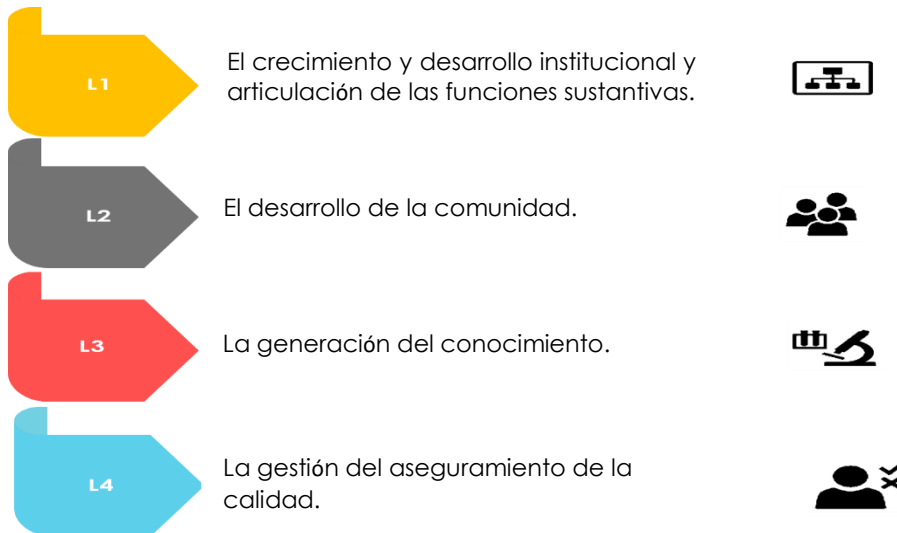 L1
El crecimiento y desarrollo institucional y
articulación de las funciones sustantivas.
L2
El desarrollo de la comunidad.
L3
La generación del conocimiento.
L4
La gestión del aseguramiento de la
calidad.